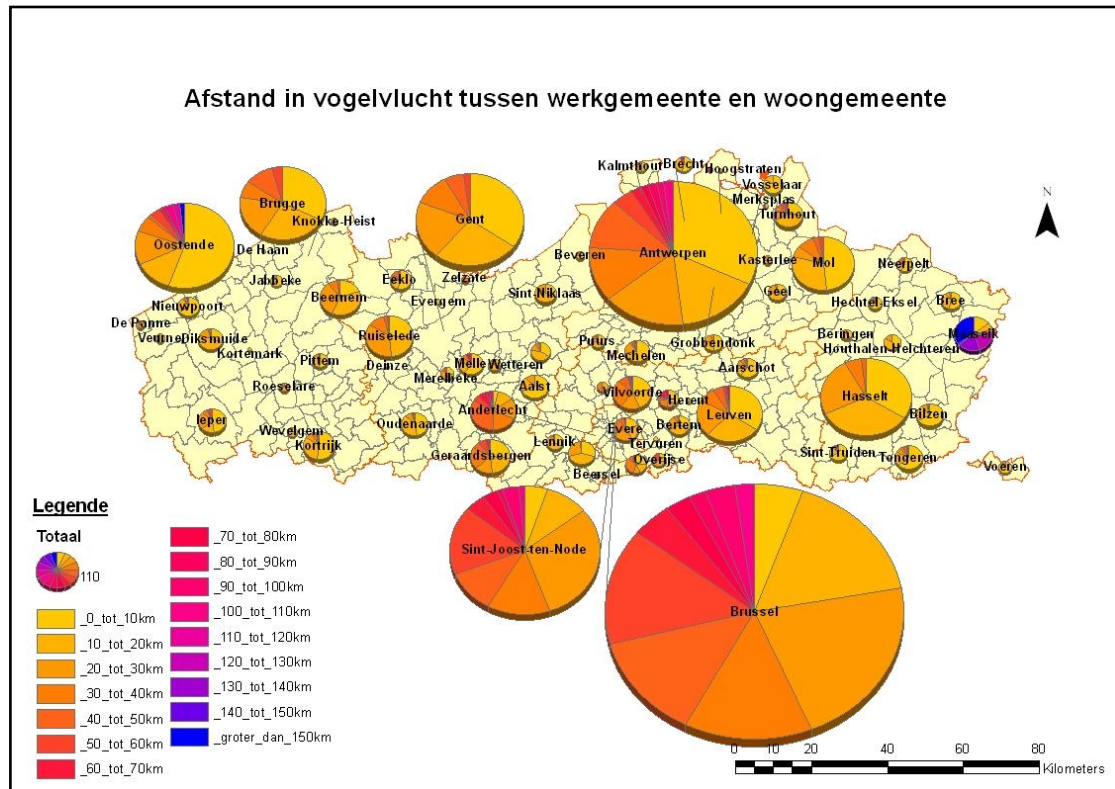 Afstand in vogelvlucht tussen werkgemeente en woongemeente
N
Kalmthout
Brecht
Hoogstraten
Vosselaar
Merksplas
Turnhout
Brugge
Knokke-Heist
Gent
Oostende
De Haan
Beveren
Antwerpen
Kasterlee
Mol
Neerpelt
Jabbeke
Eeklo
Zelzate
Beernem
Evergem
Sint-Niklaas
Geel
Hechtel-Eksel
Bree
Nieuwpoort
De Panne
Veurne
Diksmuide
Kortemark
Ruiselede
Deinze
Pittem
Melle
Wetteren
Merelbeke
Puurs
Mechelen
Grobbendonk
Beringen
Houthalen-Helchteren
Maaseik
Aarschot
Roeselare
Aalst
Vilvoorde
Herent
Hasselt
Anderlecht
Leuven
Bilzen
Ieper
Wevelgem
Kortrijk
Oudenaarde
Evere
Bertem
Lennik
Tervuren
Geraardsbergen
Beersel
Overijse
Sint-Truiden
Tongeren
Voeren
Sint-Joost-ten-Node
Brussel
Legende
Totaal
110
_0_tot_10km
_10_tot_20km
_20_tot_30km
_30_tot_40km
_40_tot_50km
_50_tot_60km
_60_tot_70km
_70_tot_80km
_80_tot_90km
_90_tot_100km
_100_tot_110km
_110_tot_120km
_120_tot_130km
_130_tot_140km
_140_tot_150km
_groter_dan_150km
0 10 20 40 60 80
Kilometers